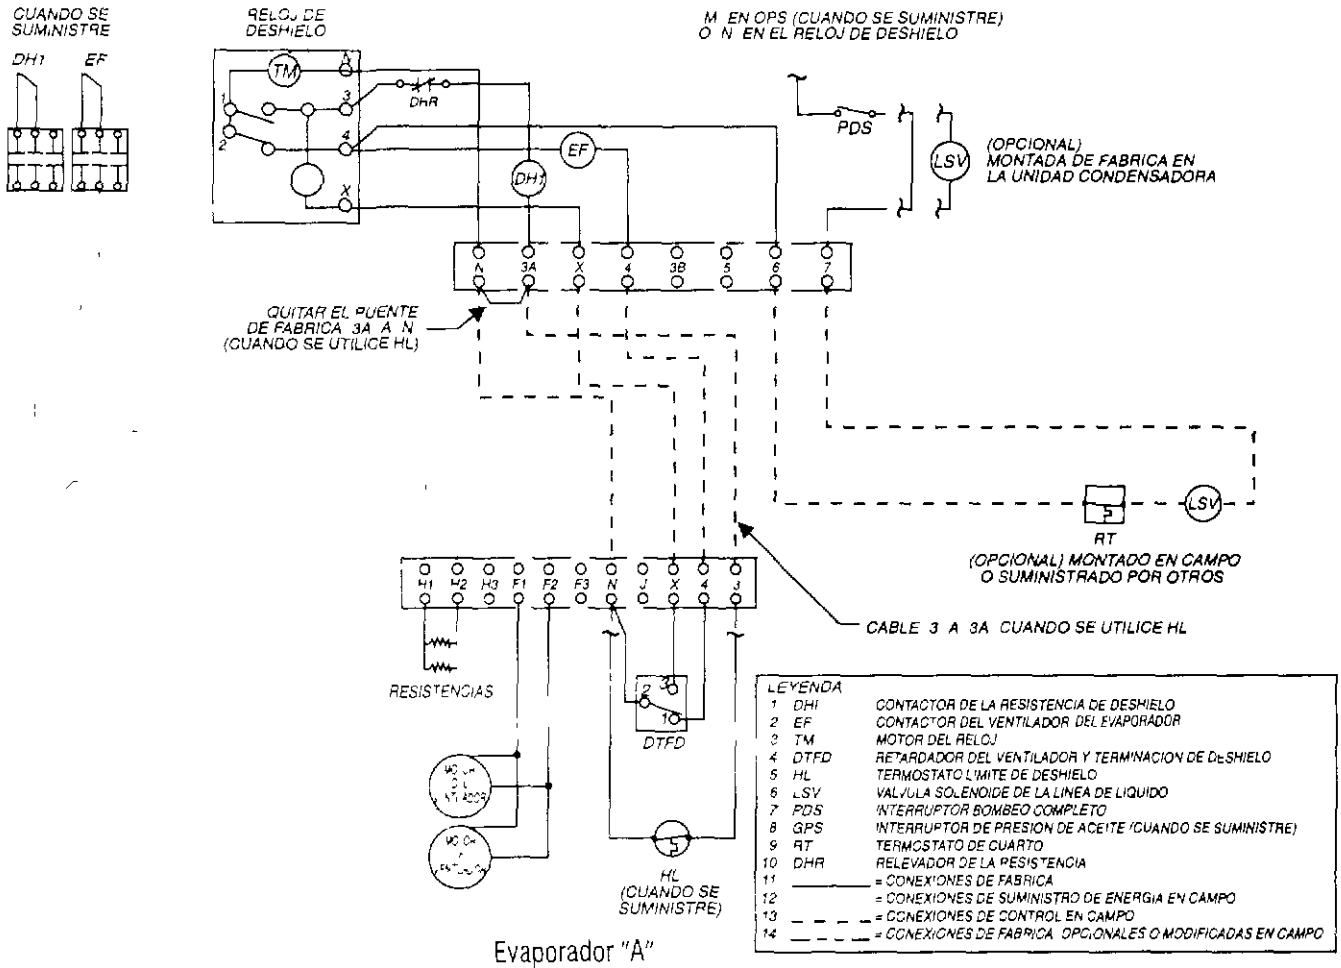 CUANDO SE
SUMINISTRE
DH1 EF
RELOJ DE
DESHIELO
TM
A
1
3
DHR
2
4
X
EF
DH1
M EN OPS (CUANDO SE SUMINISTRE)
O N EN EL RELOJ DE DESHIELO
PDS
LSV
(OPCIONAL)
MONTADA DE FABRICA EN
LA UNIDAD CONDENSADORA
N 3A X 4 3B 5 6 7
QUITAR EL PUENTE
DE FABRICA 3A A N
(CUANDO SE UTILICE HL)
LSV
RT
(OPCIONAL) MONTADO EN CAMPO
O SUMINISTRADO POR OTROS
H1 H2 H3 F1 F2 F3 N J X 4 3
CABLE 3 A 3A CUANDO SE UTILICE HL
RESISTENCIAS
2 3
1
DTFD
HL
(CUANDO SE
SUMINISTRE)
LEYENDA
1 DHI CONTACTOR DE LA RESISTENCIA DE DESHIELO
2 EF CONTACTOR DEL VENTILADOR DEL EVAPORADOR
3 TM MOTOR DEL RELOJ
4 DTFD RETARDADOR DEL VENTILADOR Y TERMINACION DE DESHIELO
5 HL TERMOSTATO LIMITE DE DESHIELO
6 LSV VALVULA SOLENOIDE DE LA LINEA DE LIQUIDO
7 PDS INTERRUPTOR BOMBEO COMPLETO
8 GPS INTERRUPTOR DE PRESION DE ACEITE (CUANDO SE SUMINISTRE)
9 RT TERMOSTATO DE CUARTO
10 DHR RELEVADOR DE LA RESISTENCIA
11 = CONEXIONES DE FABRICA
12 = CONEXIONES DE SUMINISTRO DE ENERGIA EN CAMPO
13 = CONEXIONES DE CONTROL EN CAMPO
14 = CONEXIONES DE FABRICA OPCIONALES O MODIFICADAS EN CAMPO
Evaporador "A"